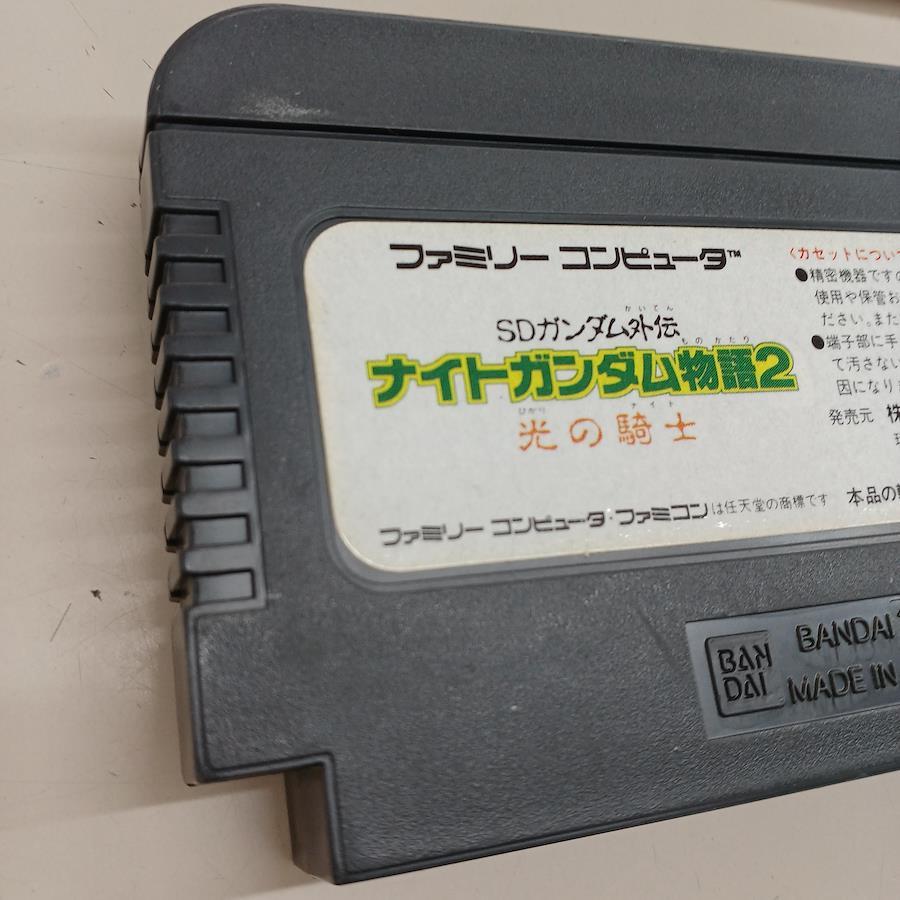 ファミリー コンピュータ™
SDガンダム外伝
かいてん
ナイトガンダム物語2
ものかたり
光の騎士
ひかり ナイト
ファミリー コンピュータ・ファミコンは任天堂の商標です
〈カセットについ
●精密機器ですの
使用や保管お
ださい。また
●端子部に手
て汚さない
因になり
発売元 株
本品の
BAN
DAI
BANDAI
MADE IN